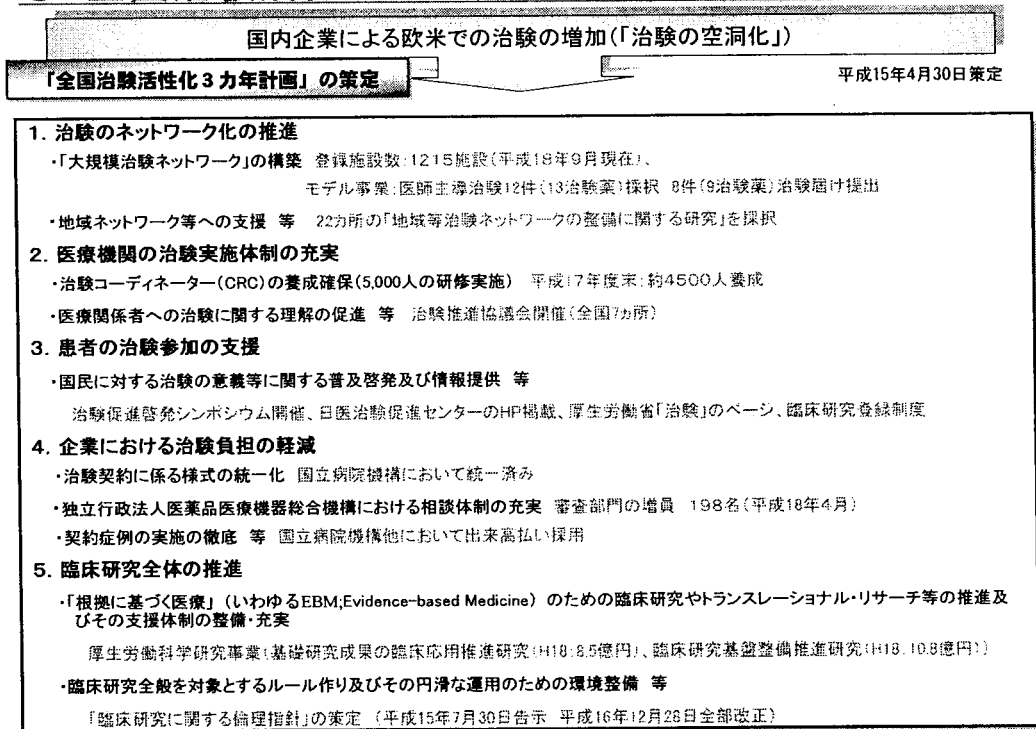 国内企業による欧米での治験の増加(「治験の空洞化」)
「全国治験活性化3カ年計画」の策定
平成15年4月30日策定
1. 治験のネットワーク化の推進
・「大規模治験ネットワーク」の構築 登録施設数:1215施設(平成18年9月現在)、
モデル事業:医師主導治験12件(13治験薬)採択 8件(9治験薬)治験届け提出
・地域ネットワーク等への支援 等 22カ所の「地域等治験ネットワークの整備に関する研究」を採択
2. 医療機関の治験実施体制の充実
・治験コーディネーター(CRC)の養成確保(5,000人の研修実施) 平成17年度末:約4500人養成
・医療関係者への治験に関する理解の促進 等 治験推進協議会開催(全国7カ所)
3. 患者の治験参加の支援
・国民に対する治験の意義等に関する普及啓発及び情報提供 等
治験促進啓発シンポジウム開催、日医治験促進センターのHP掲載、厚生労働省「治験」のページ、臨床研究登録制度
4. 企業における治験負担の軽減
・治験契約に係る様式の統一化 国立病院機構において統一済み
・独立行政法人医薬品医療機器総合機構における相談体制の充実 審査部門の増員 198名(平成18年4月)
・契約症例の実施の徹底 等 国立病院機構他において出来高払い採用
5. 臨床研究全体の推進
・「根拠に基づく医療」(いわゆるEBM;Evidence-based Medicine)のための臨床研究やトランスレーショナル・リサーチ等の推進及
びその支援体制の整備・充実
厚生労働科学研究事業(基礎研究成果の臨床応用推進研究(H18:8.5億円)、臨床研究基盤整備推進研究(H18:10.8億円))
・臨床研究全般を対象とするルール作り及びその円滑な運用のための環境整備 等
「臨床研究に関する倫理指針」の策定 (平成15年7月30日告示 平成16年12月28日全部改正)